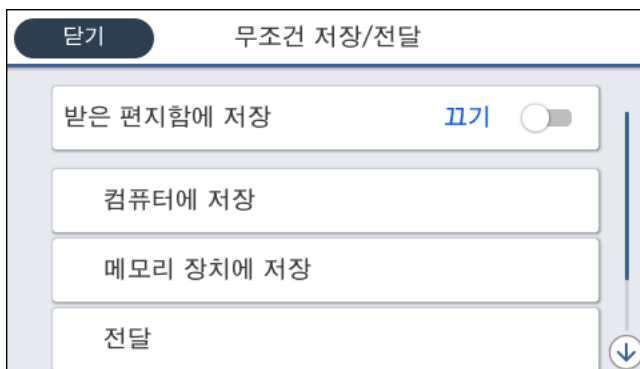 닫기 무조건 저장/전달
받은 편지함에 저장 끄기
컴퓨터에 저장
메모리 장치에 저장
전달